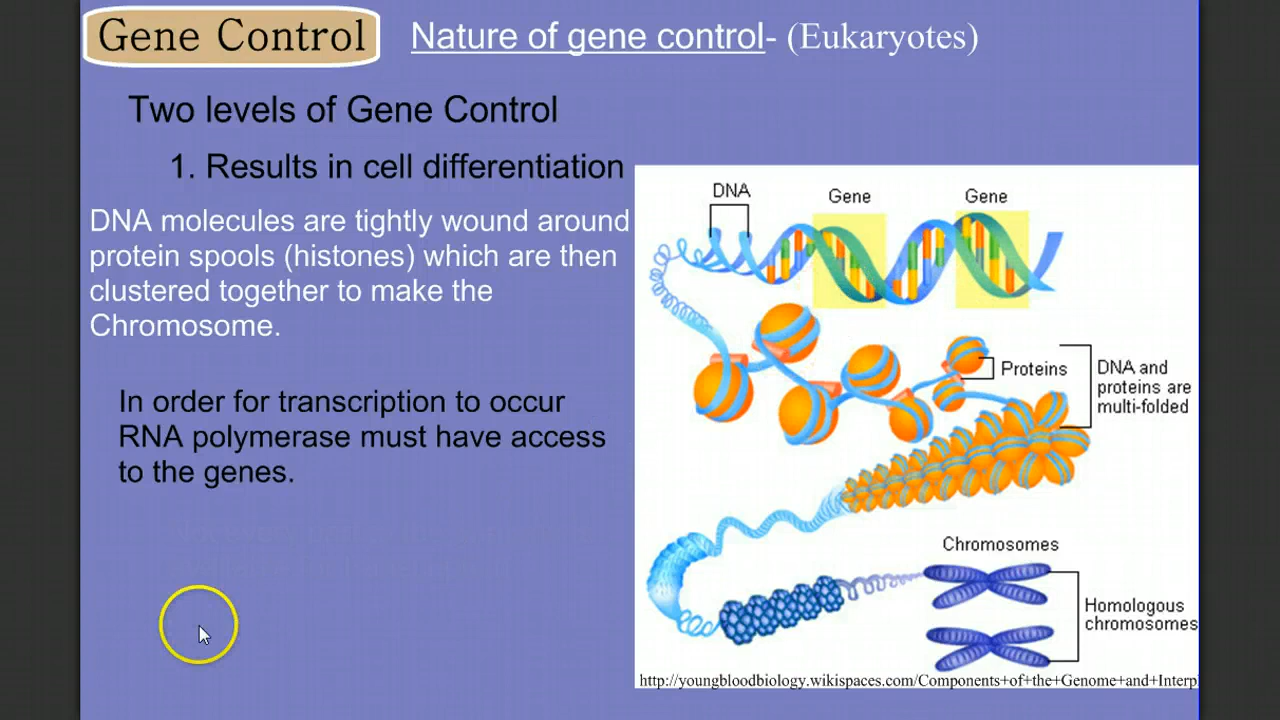 Gene Control
Nature of gene control- (Eukaryotes)
Two levels of Gene Control
1. Results in cell differentiation
DNA molecules are tightly wound around
protein spools (histones) which are then
clustered together to make the
Chromosome.
In order for transcription to occur
RNA polymerase must have access
to the genes.
DNA
Gene
Gene
Proteins
DNA and
proteins are
multi-folded
Chromosomes
Homologous
chromosomes
http://youngbloodbiology.wikispaces.com/Components+of+the+Genome+and+Interp